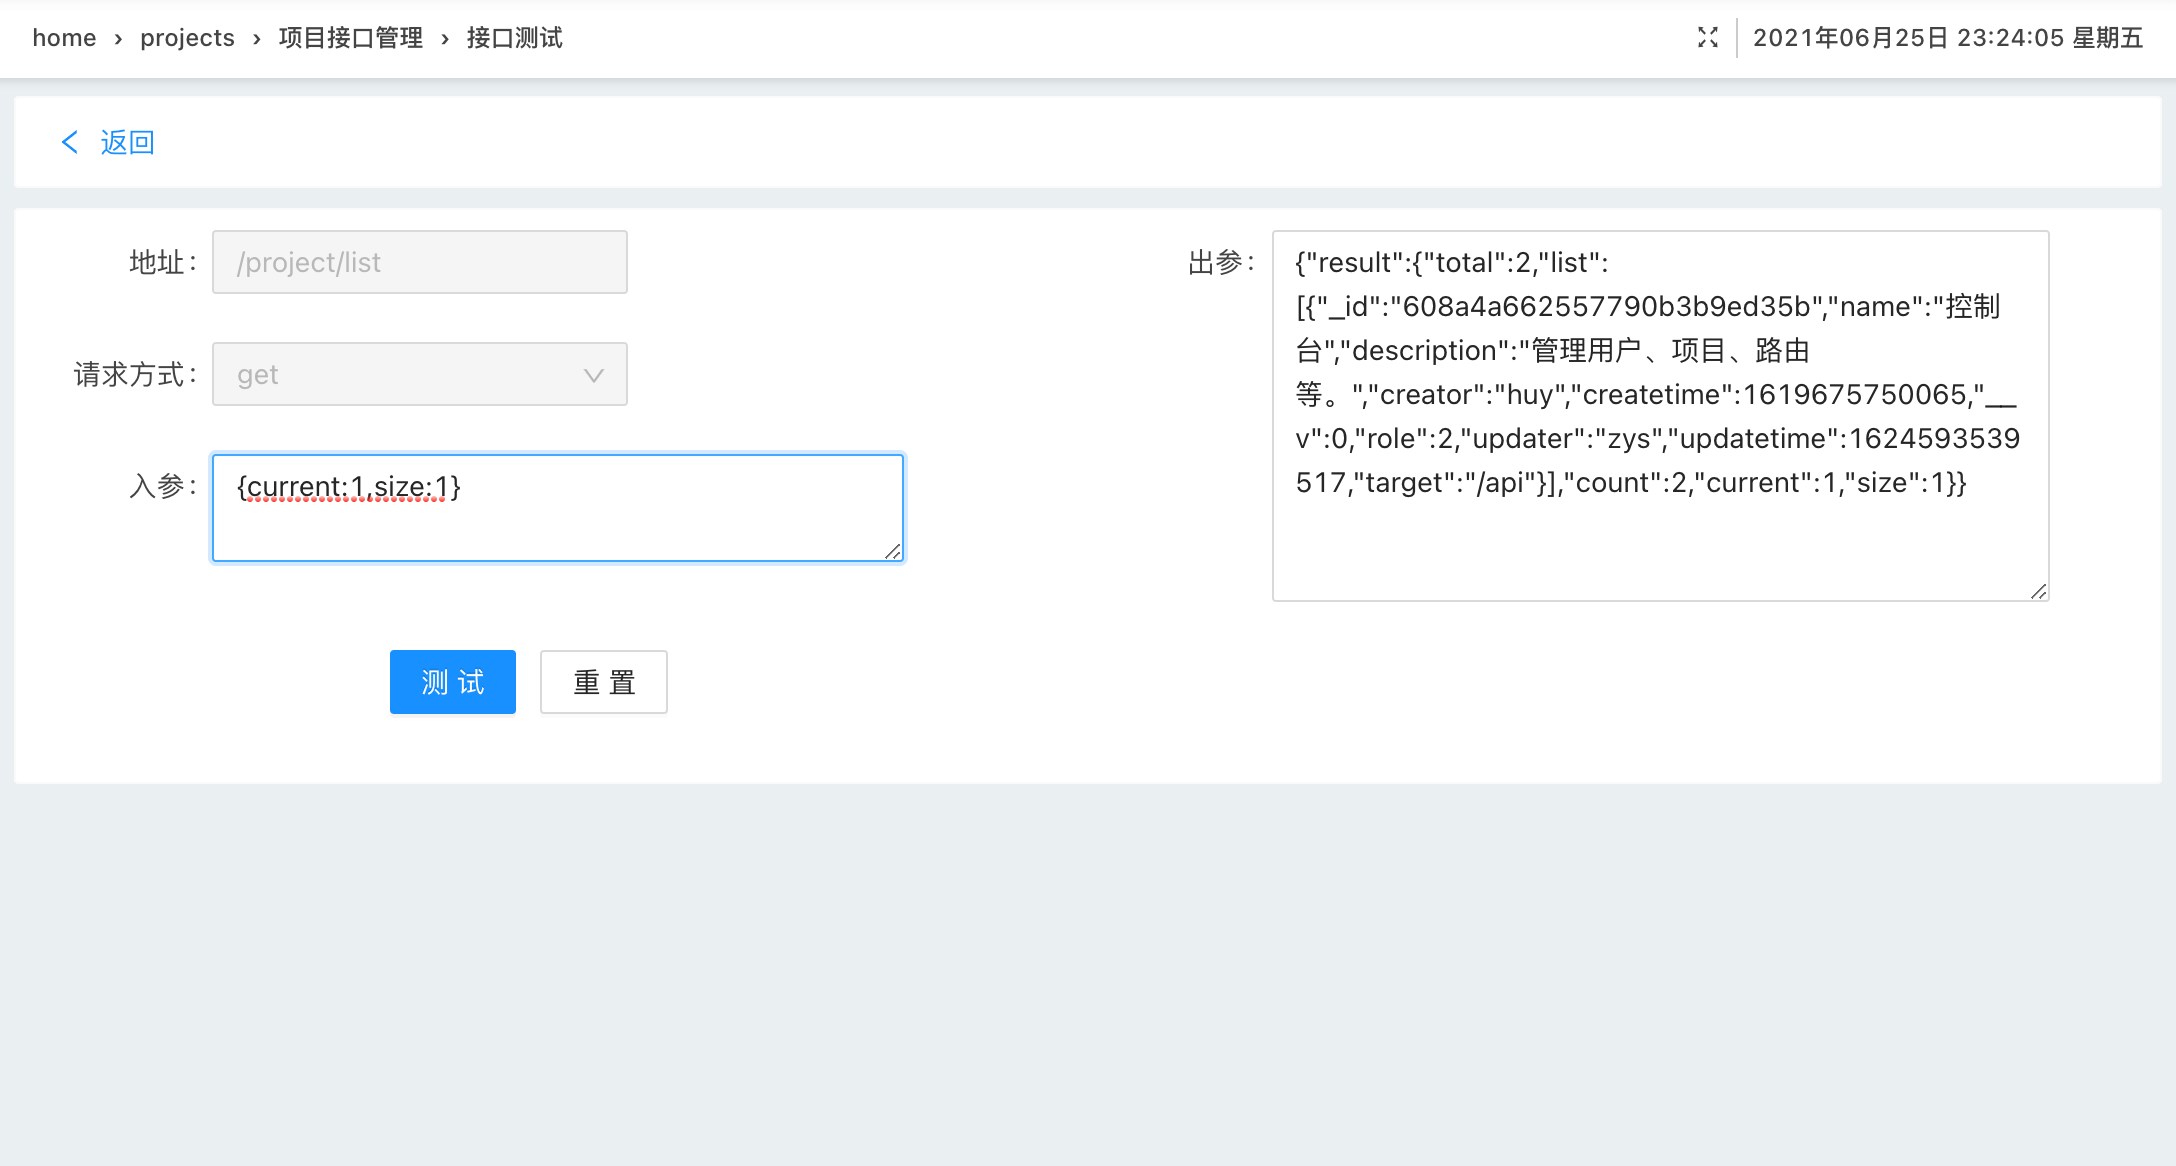 home › projects › 项目接口管理 › 接口测试
2021年06月25日 23:24:05 星期五
返回
地址:
/project/list
请求方式:
get
入参:
{current:1,size:1}
测 试
重 置
出参:
{"result":{"total":2,"list":
[{"_id":"608a4a662557790b3b9ed35b","name":"控制
台","description":"管理用户、项目、路由
等。","creator":"huy","createtime":1619675750065,"__
v":0,"role":2,"updater":"zys","updatetime":1624593539
517,"target":"/api"}],"count":2,"current":1,"size":1}}